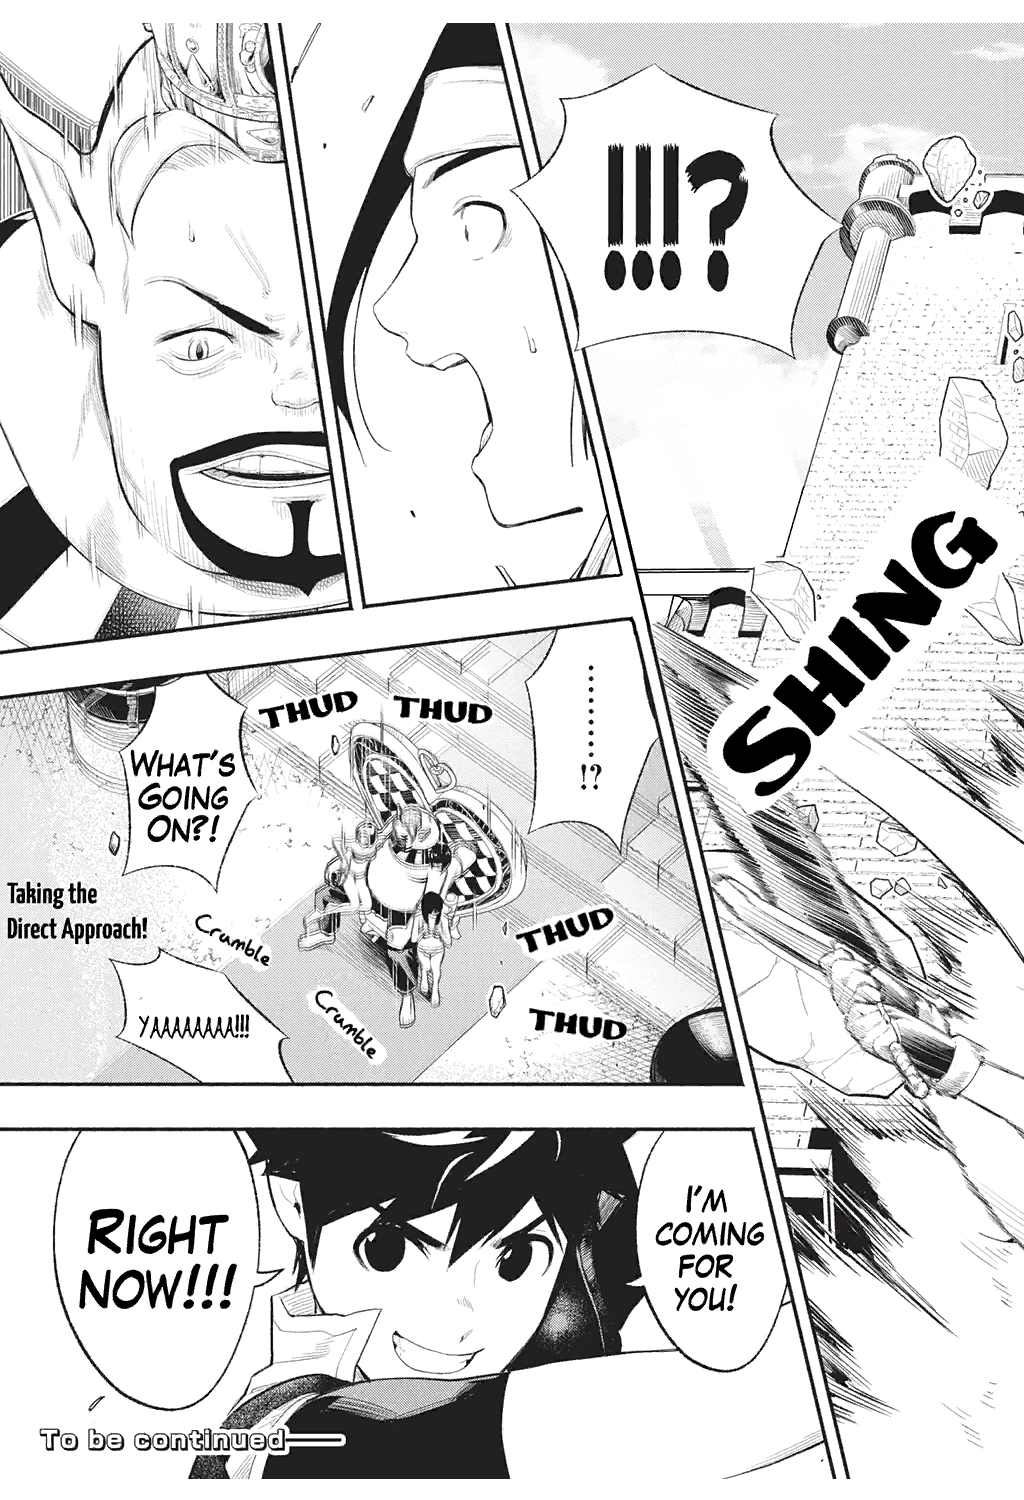 !!!?
SHING
.........!?
THUD
THUD
WHAT'S
GOING
ON?!
THUD
THUD
Crumble
Crumble
Taking the
Direct Approach!
YAAAAAAAA!!!
I'M
COMING
FOR
YOU!
RIGHT
NOW!!!
To be continued——